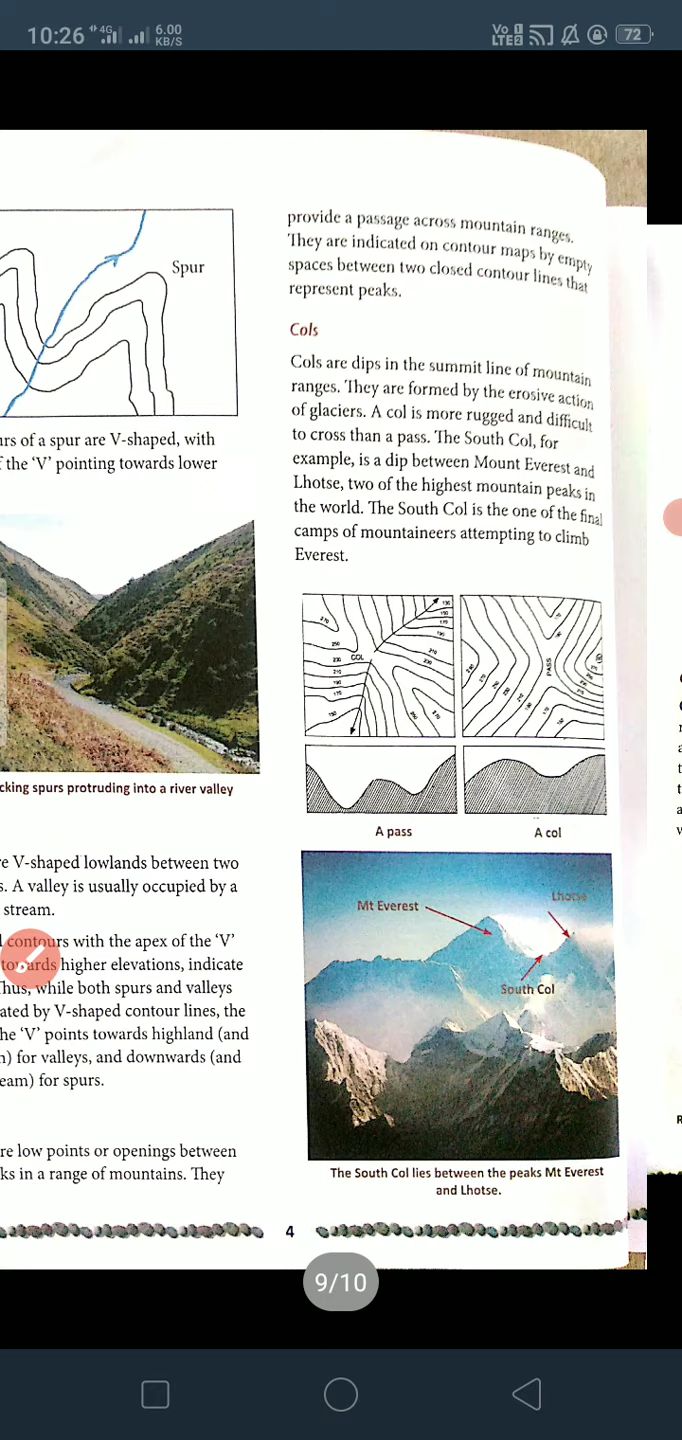 10:26
4G
6.00
KB/S
Vo 1
LTE 2
72
Spur
rs of a spur are V-shaped, with
the 'V' pointing towards lower
cking spurs protruding into a river valley
e V-shaped lowlands between two
s. A valley is usually occupied by a
stream.
contours with the apex of the 'V'
towards higher elevations, indicate
hus, while both spurs and valleys
ated by V-shaped contour lines, the
he 'V' points towards highland (and
) for valleys, and downwards (and
eam) for spurs.
re low points or openings between
ks in a range of mountains. They
provide a passage across mountain ranges.
They are indicated on contour maps by empty
spaces between two closed contour lines that
represent peaks.
Cols
Cols are dips in the summit line of mountain
ranges. They are formed by the erosive action
of glaciers. A col is more rugged and difficult
to cross than a pass. The South Col, for
example, is a dip between Mount Everest and
Lhotse, two of the highest mountain peaks in
the world. The South Col is the one of the final
camps of mountaineers attempting to climb
Everest.
COL
PASS
A pass
A col
Mt Everest
Lhotse
South Col
The South Col lies between the peaks Mt Everest
and Lhotse.
4
9/10